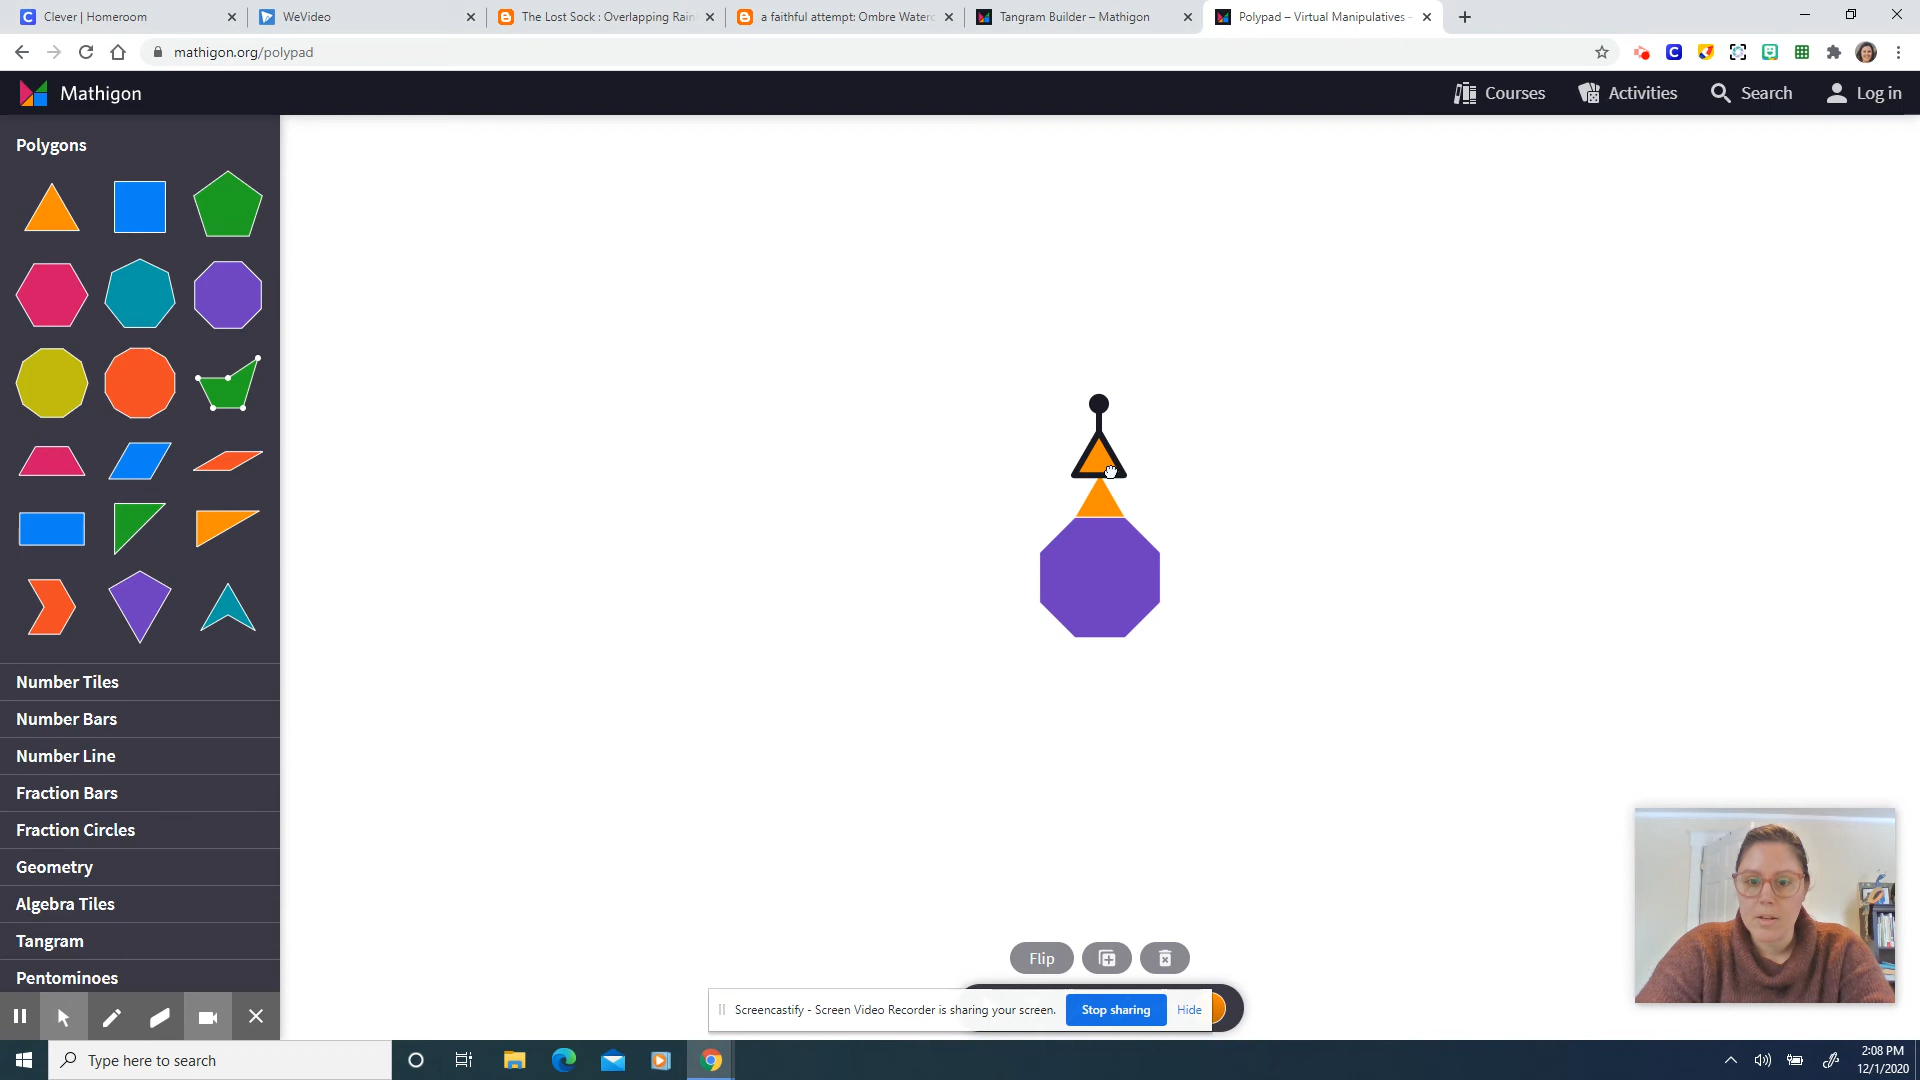 Clever | Homeroom
WeVideo
The Lost Sock : Overlapping Rain
a faithful attempt: Ombre Waterc
Tangram Builder – Mathigon
Polypad – Virtual Manipulatives –
mathigon.org/polypad
Mathigon
Courses
Activities
Search
Log in
Polygons
Number Tiles
Number Bars
Number Line
Fraction Bars
Fraction Circles
Geometry
Algebra Tiles
Tangram
Pentominoes
Flip
Screencastify - Screen Video Recorder is sharing your screen.
Stop sharing
Hide
Type here to search
2:08 PM
12/1/2020